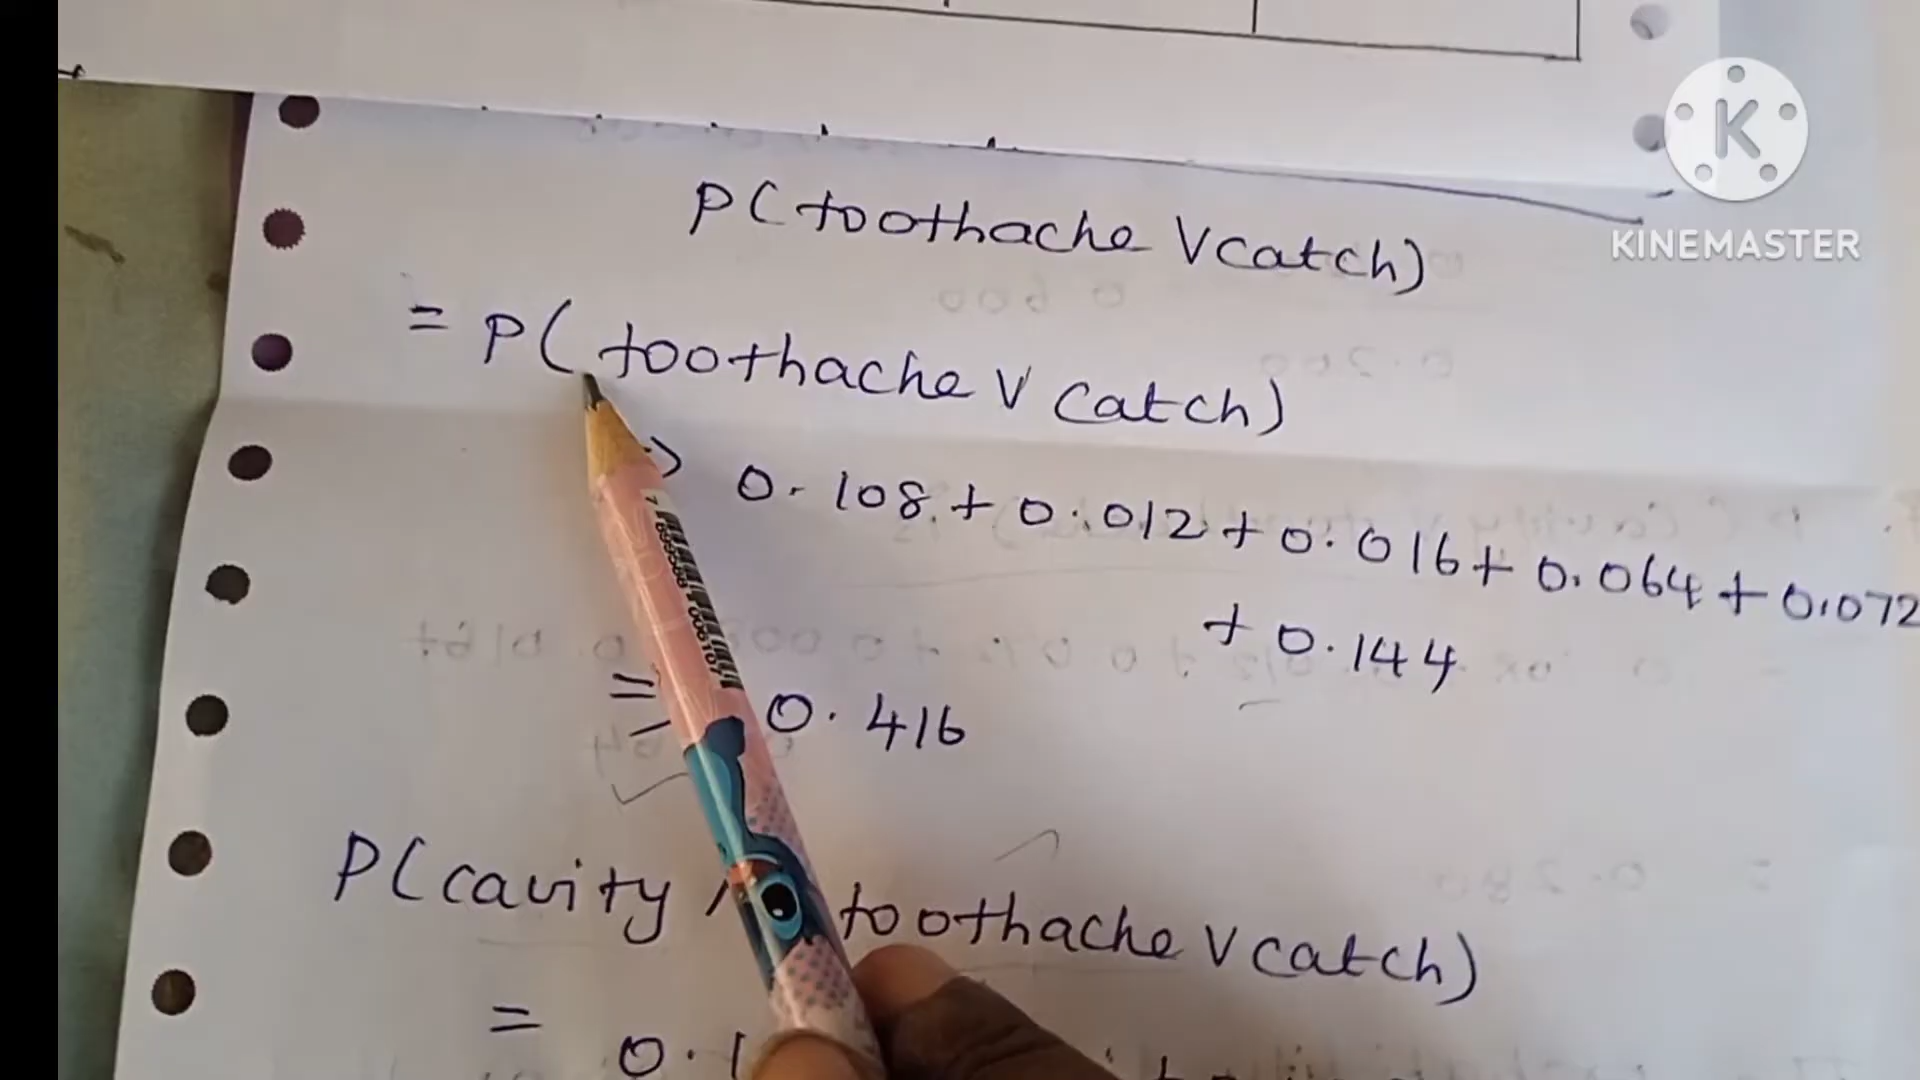 KINEMASTER
P(toothache V catch)
= P(toothache V catch)
0.108 + 0.012 + 0.016 + 0.064 + 0.072
+ 0.144
= 0.416
P(cavity toothache V catch)
=